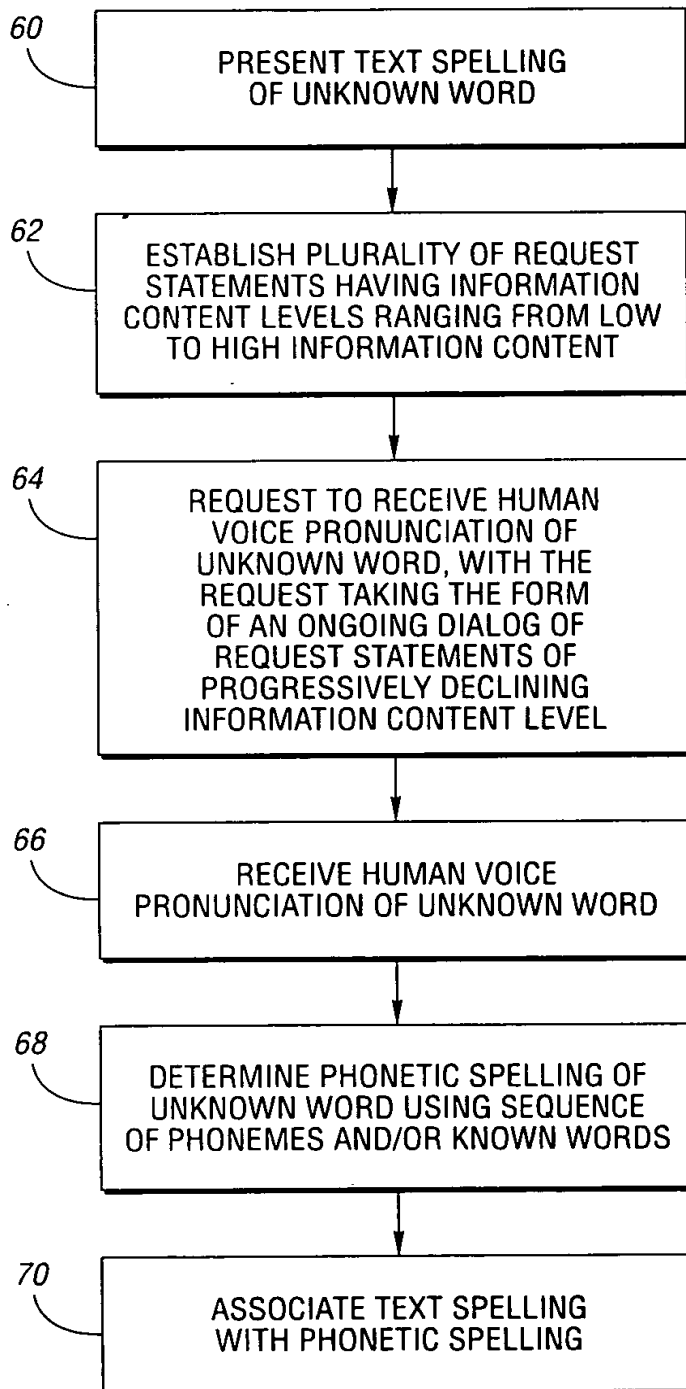 60
PRESENT TEXT SPELLING
OF UNKNOWN WORD
62
ESTABLISH PLURALITY OF REQUEST
STATEMENTS HAVING INFORMATION
CONTENT LEVELS RANGING FROM LOW
TO HIGH INFORMATION CONTENT
64
REQUEST TO RECEIVE HUMAN
VOICE PRONUNCIATION OF
UNKNOWN WORD, WITH THE
REQUEST TAKING THE FORM
OF AN ONGOING DIALOG OF
REQUEST STATEMENTS OF
PROGRESSIVELY DECLINING
INFORMATION CONTENT LEVEL
66
RECEIVE HUMAN VOICE
PRONUNCIATION OF UNKNOWN WORD
68
DETERMINE PHONETIC SPELLING OF
UNKNOWN WORD USING SEQUENCE
OF PHONEMES AND/OR KNOWN WORDS
70
ASSOCIATE TEXT SPELLING
WITH PHONETIC SPELLING